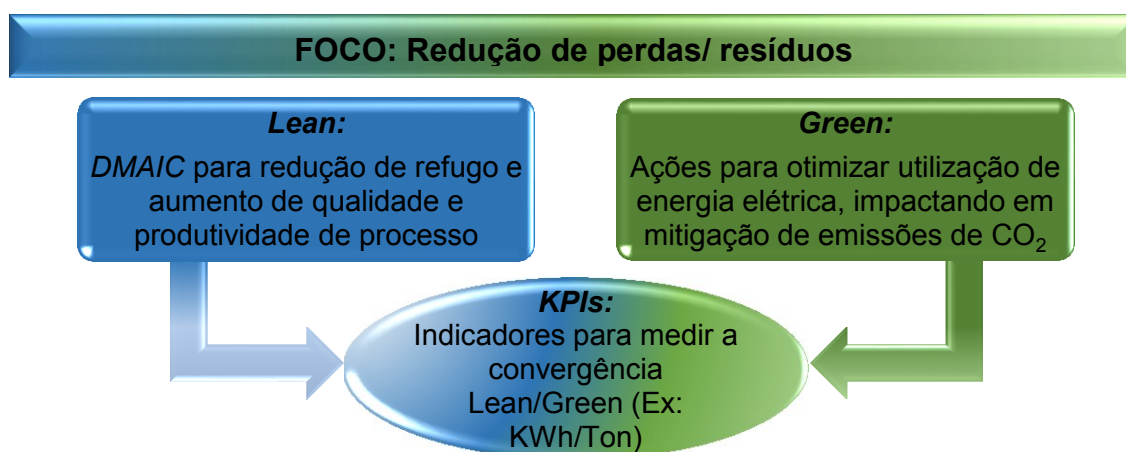 FOCO: Redução de perdas/ resíduos
Lean:
DMAIC para redução de refugo e
aumento de qualidade e
produtividade de processo
Green:
Ações para otimizar utilização de
energia elétrica, impactando em
mitigação de emissões de CO₂
KPIs:
Indicadores para medir a
convergência
Lean/Green (Ex:
KWh/Ton)